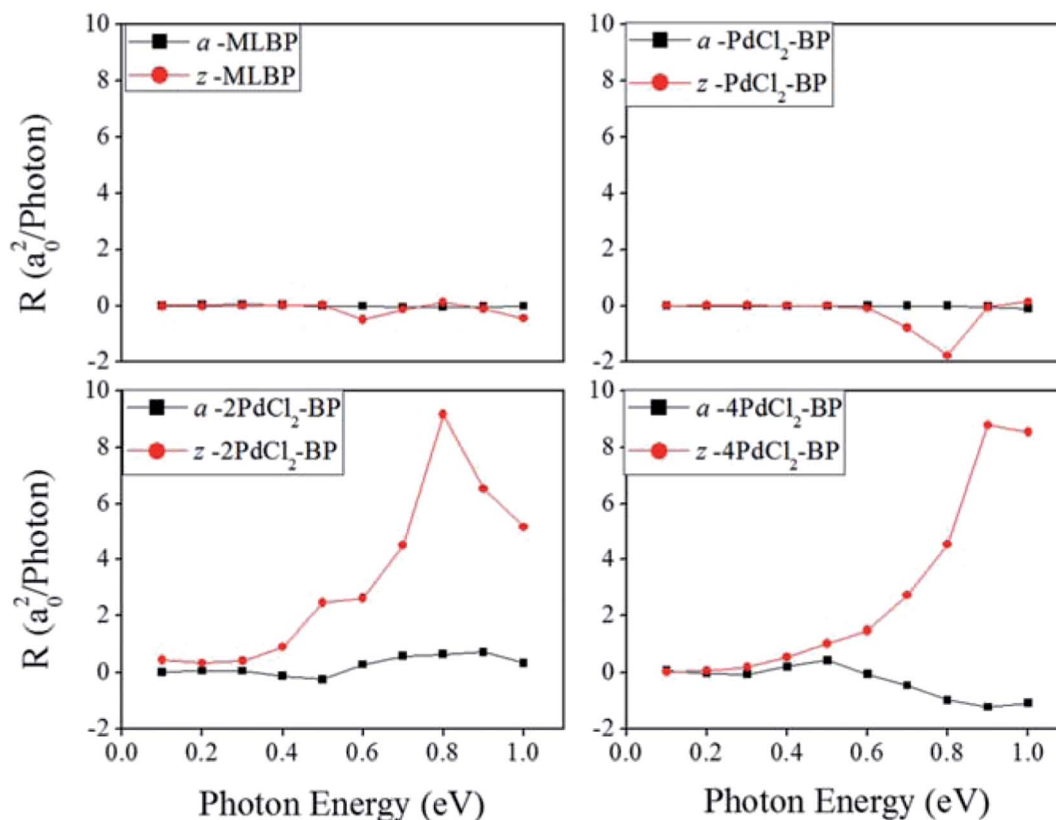 10
8
6
4
2
0
-2
R (a₀²/Photon)
a -MLBP
z -MLBP
10
8
6
4
2
0
-2
a -PdCl₂-BP
z -PdCl₂-BP
10
8
6
4
2
0
-2
R (a₀²/Photon)
a -2PdCl₂-BP
z -2PdCl₂-BP
0.0 0.2 0.4 0.6 0.8 1.0
Photon Energy (eV)
10
8
6
4
2
0
-2
a -4PdCl₂-BP
z -4PdCl₂-BP
0.0 0.2 0.4 0.6 0.8 1.0
Photon Energy (eV)